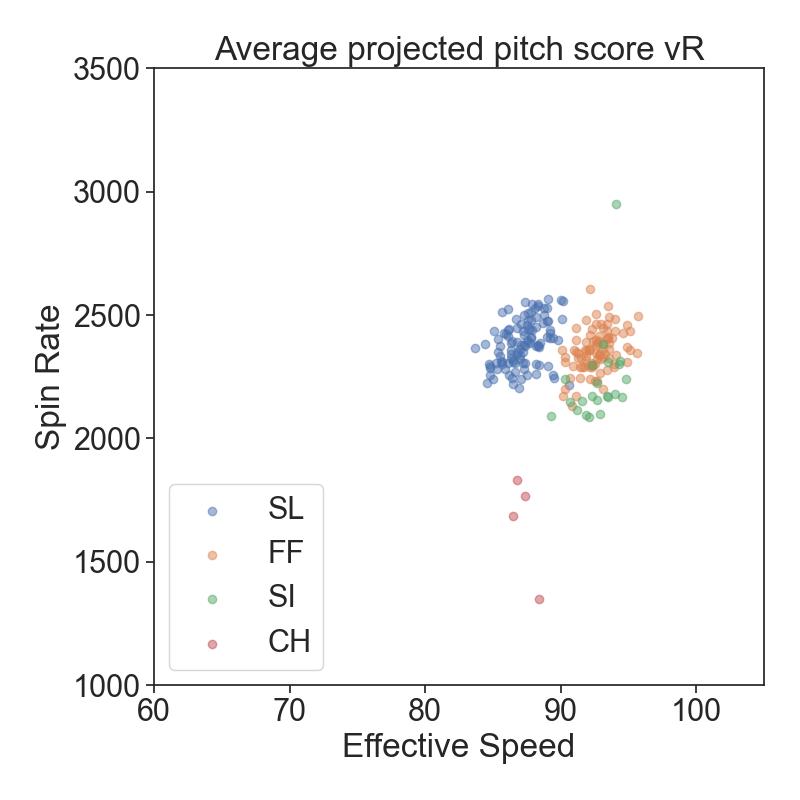 Average projected pitch score vR
3500
3000
2500
2000
1500
1000
Spin Rate
SL
FF
SI
CH
60 70 80 90 100
Effective Speed